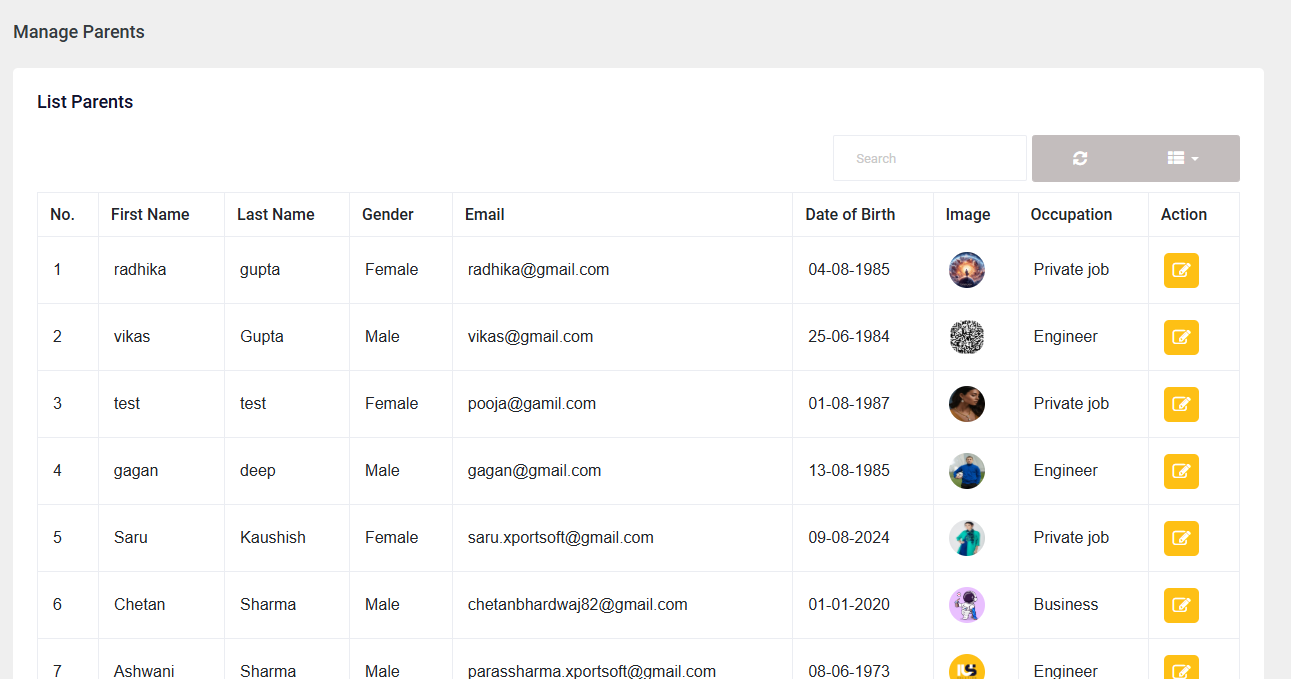 Manage Parents
List Parents
Search
No. First Name Last Name Gender Email Date of Birth Image Occupation Action
1 radhika gupta Female radhika@gmail.com 04-08-1985 Private job
2 vikas Gupta Male vikas@gmail.com 25-06-1984 Engineer
3 test test Female pooja@gamil.com 01-08-1987 Private job
4 gagan deep Male gagan@gmail.com 13-08-1985 Engineer
5 Saru Kaushish Female saru.xportsoft@gmail.com 09-08-2024 Private job
6 Chetan Sharma Male chetanbhardwaj82@gmail.com 01-01-2020 Business
7 Ashwani Sharma Male parassharma.xportsoft@gmail.com 08-06-1973 Engineer